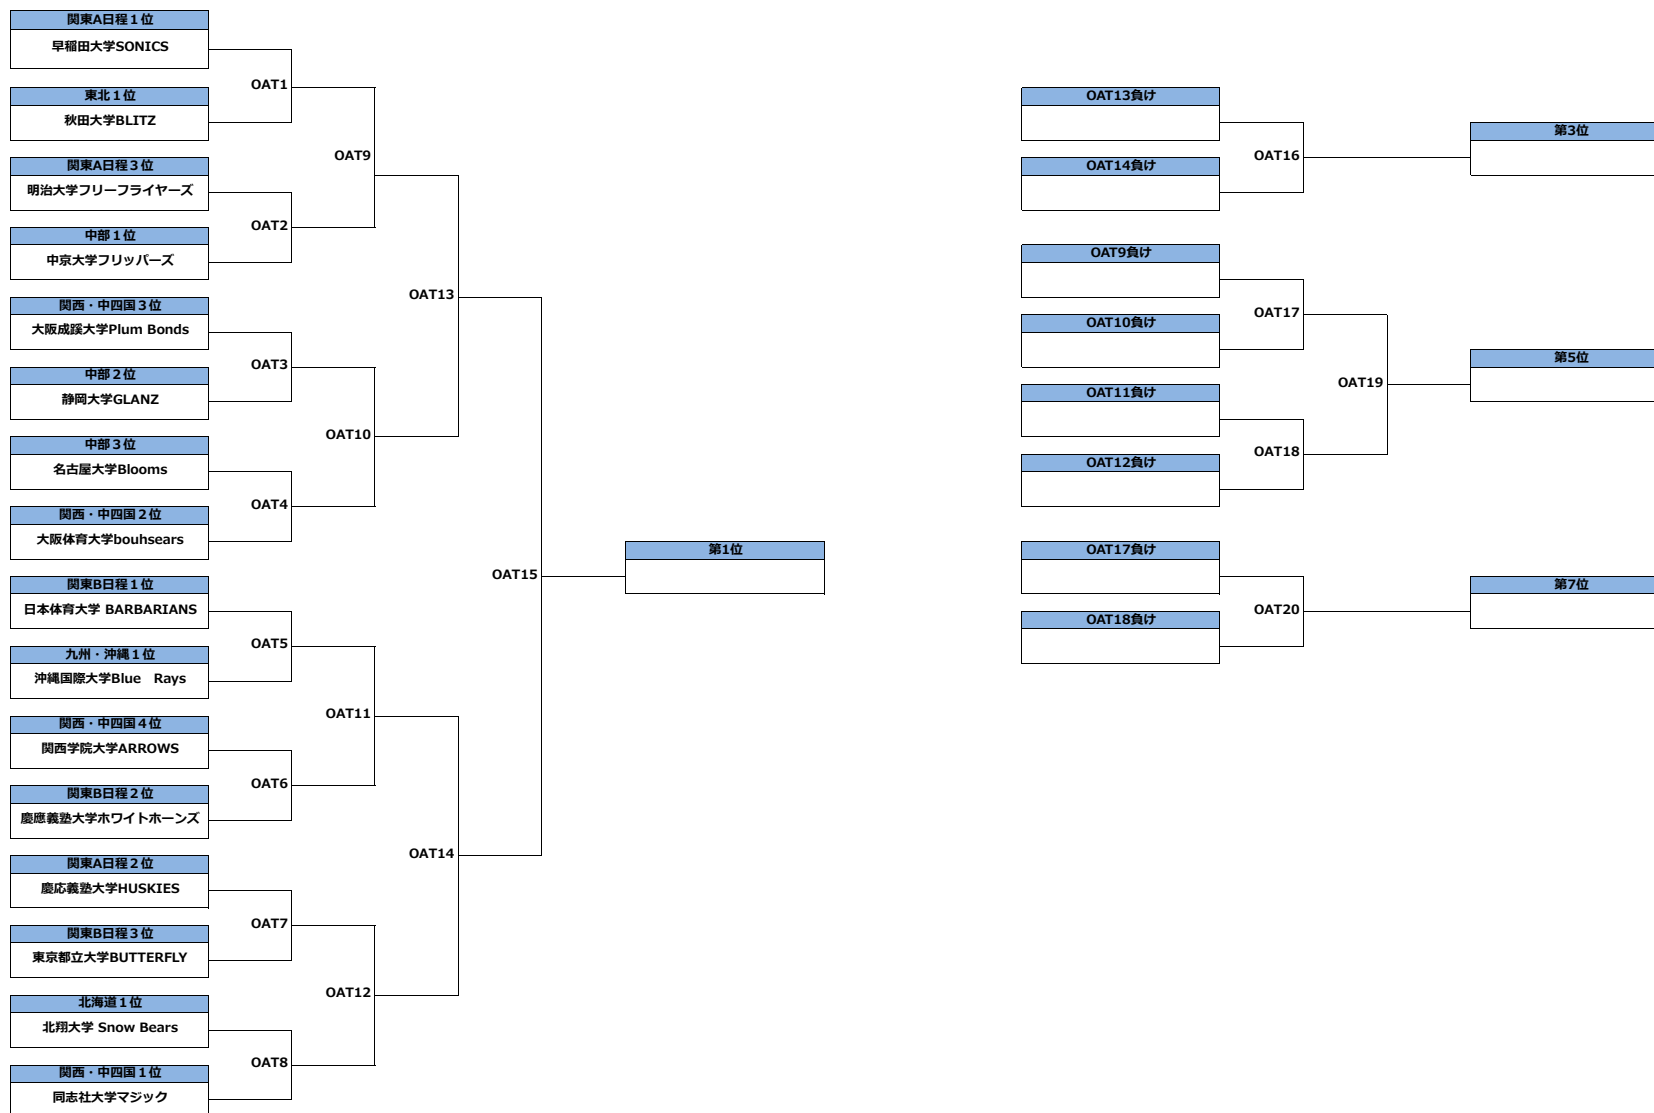 関東A日程１位
早稲田大学SONICS
OAT1
東北１位
秋田大学BLITZ
OAT9
関東A日程３位
明治大学フリーフライヤーズ
OAT2
中部１位
中京大学フリッパーズ
OAT13
関西・中四国３位
大阪成蹊大学Plum Bonds
OAT3
中部２位
静岡大学GLANZ
OAT10
中部３位
名古屋大学Blooms
OAT4
関西・中四国２位
大阪体育大学bouhsears
OAT15
第1位
関東B日程１位
日本体育大学 BARBARIANS
OAT5
九州・沖縄１位
沖縄国際大学Blue　Rays
OAT11
関西・中四国４位
関西学院大学ARROWS
OAT6
関東B日程２位
慶應義塾大学ホワイトホーンズ
OAT14
関東A日程２位
慶応義塾大学HUSKIES
OAT7
関東B日程３位
東京都立大学BUTTERFLY
OAT12
北海道１位
北翔大学 Snow Bears
OAT8
関西・中四国１位
同志社大学マジック
OAT13負け
OAT16
第3位
OAT14負け
OAT9負け
OAT17
OAT10負け
OAT19
第5位
OAT11負け
OAT18
OAT12負け
OAT17負け
OAT20
第7位
OAT18負け